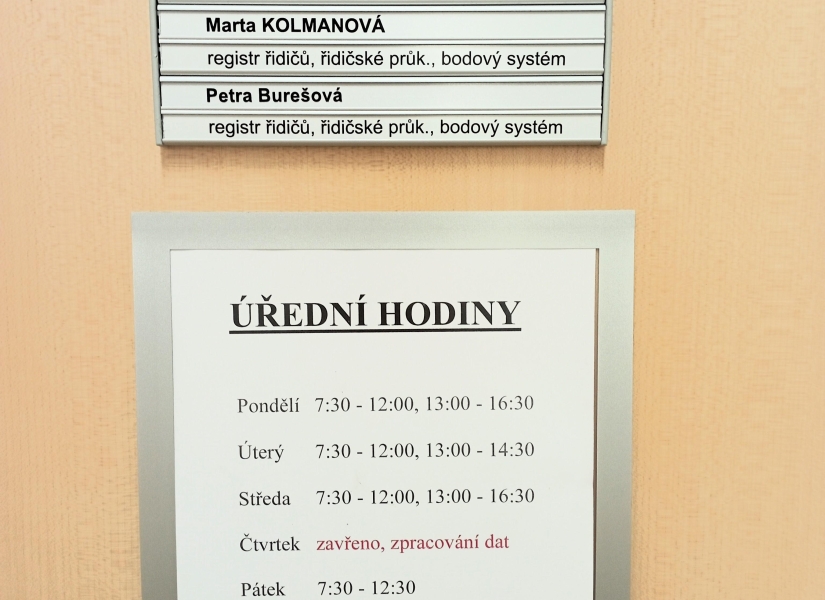 Marta KOLMANOVÁ
registr řidičů, řidičské průk., bodový systém
Petra Burešová
registr řidičů, řidičské průk., bodový systém
ÚŘEDNÍ HODINY
Pondělí 7:30 - 12:00, 13:00 - 16:30
Úterý 7:30 - 12:00, 13:00 - 14:30
Středa 7:30 - 12:00, 13:00 - 16:30
Čtvrtek zavřeno, zpracování dat
Pátek 7:30 - 12:30